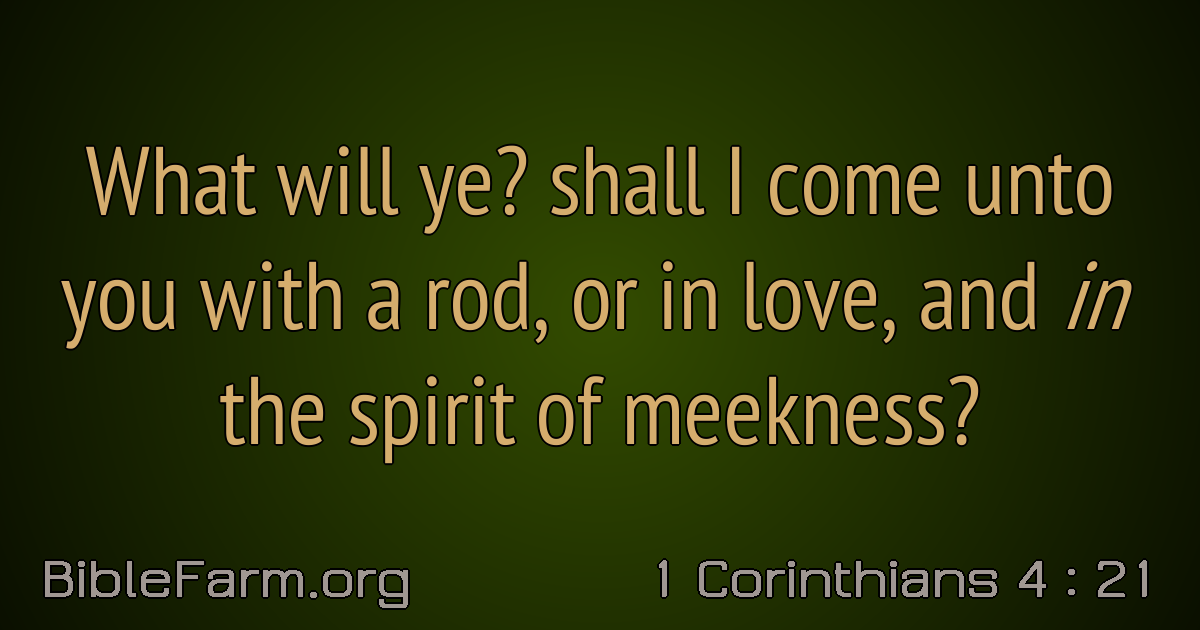 What will ye? shall I come unto
you with a rod, or in love, and in
the spirit of meekness?
BibleFarm.org
1 Corinthians 4 : 21